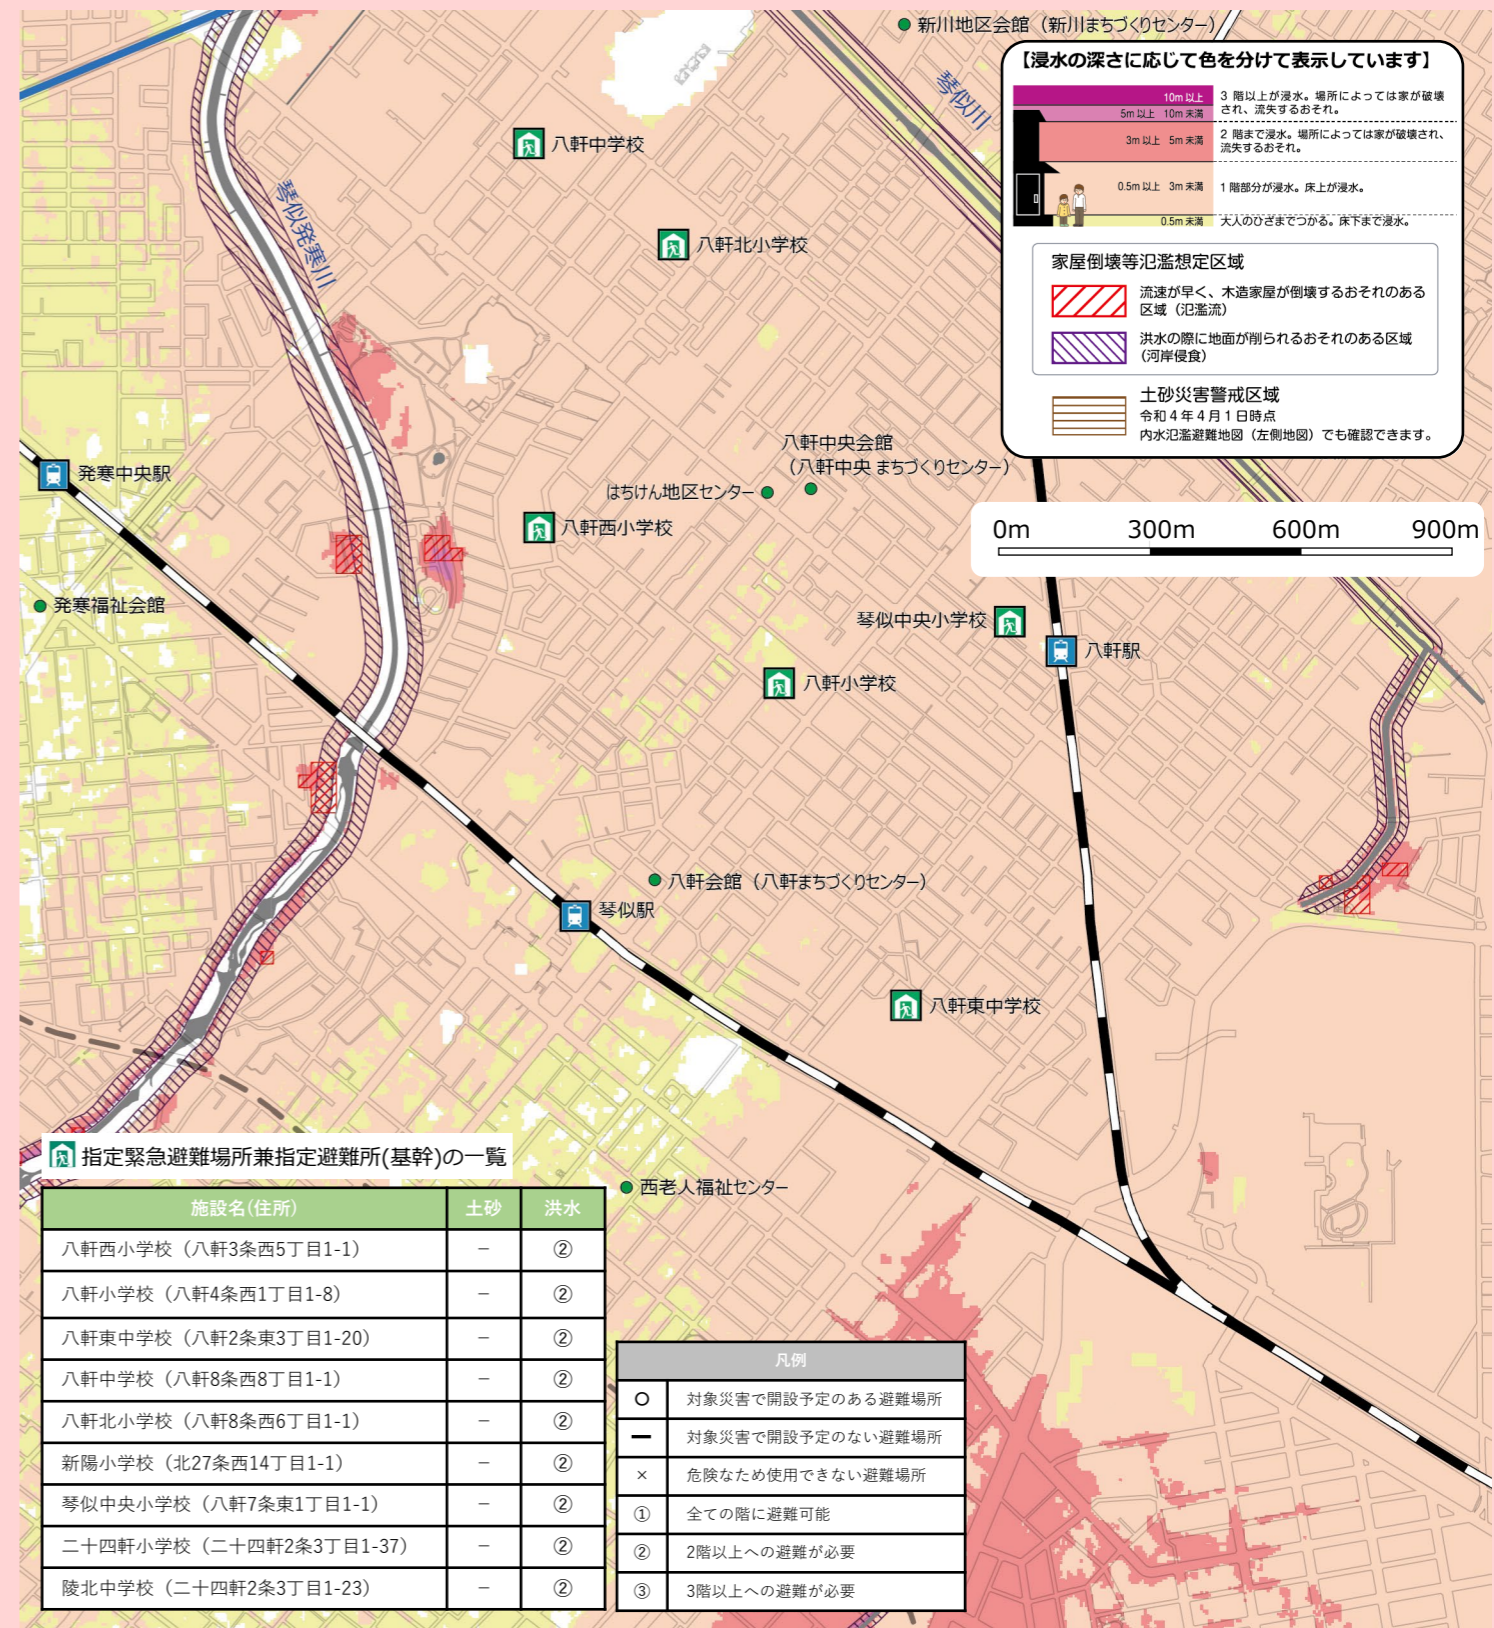 新川地区会館（新川まちづくりセンター）
【浸水の深さに応じて色を分けて表示しています】
10m 以上
3 階以上が浸水。場所によっては家が破壊
され、流失するおそれ。
5m 以上 10m 未満
3m 以上 5m 未満
2 階まで浸水。場所によっては家が破壊され、
流失するおそれ。
0.5m 以上 3m 未満
1 階部分が浸水。床上が浸水。
0.5m 未満
大人のひざまでつかる。床下まで浸水。
家屋倒壊等氾濫想定区域
流速が早く、木造家屋が倒壊するおそれのある
区域（氾濫流）
洪水の際に地面が削られるおそれのある区域
（河岸侵食）
土砂災害警戒区域
令和４年４月１日時点
内水氾濫避難地図（左側地図）でも確認できます。
0m 300m 600m 900m
琴似川
琴似発寒川
八軒中学校
八軒北小学校
発寒中央駅
八軒中央会館
（八軒中央 まちづくりセンター）
はちけん地区センター
八軒西小学校
発寒福祉会館
琴似中央小学校
八軒駅
八軒小学校
八軒会館（八軒まちづくりセンター）
琴似駅
八軒東中学校
西老人福祉センター
指定緊急避難場所兼指定避難所(基幹)の一覧
施設名(住所) 土砂 洪水
八軒西小学校（八軒3条西5丁目1-1） － ②
八軒小学校（八軒4条西1丁目1-8） － ②
八軒東中学校（八軒2条東3丁目1-20） － ②
八軒中学校（八軒8条西8丁目1-1） － ②
八軒北小学校（八軒8条西6丁目1-1） － ②
新陽小学校（北27条西14丁目1-1） － ②
琴似中央小学校（八軒7条東1丁目1-1） － ②
二十四軒小学校（二十四軒2条3丁目1-37） － ②
陵北中学校（二十四軒2条3丁目1-23） － ②
凡例
○ 対象災害で開設予定のある避難場所
ー 対象災害で開設予定のない避難場所
× 危険なため使用できない避難場所
① 全ての階に避難可能
② 2階以上への避難が必要
③ 3階以上への避難が必要